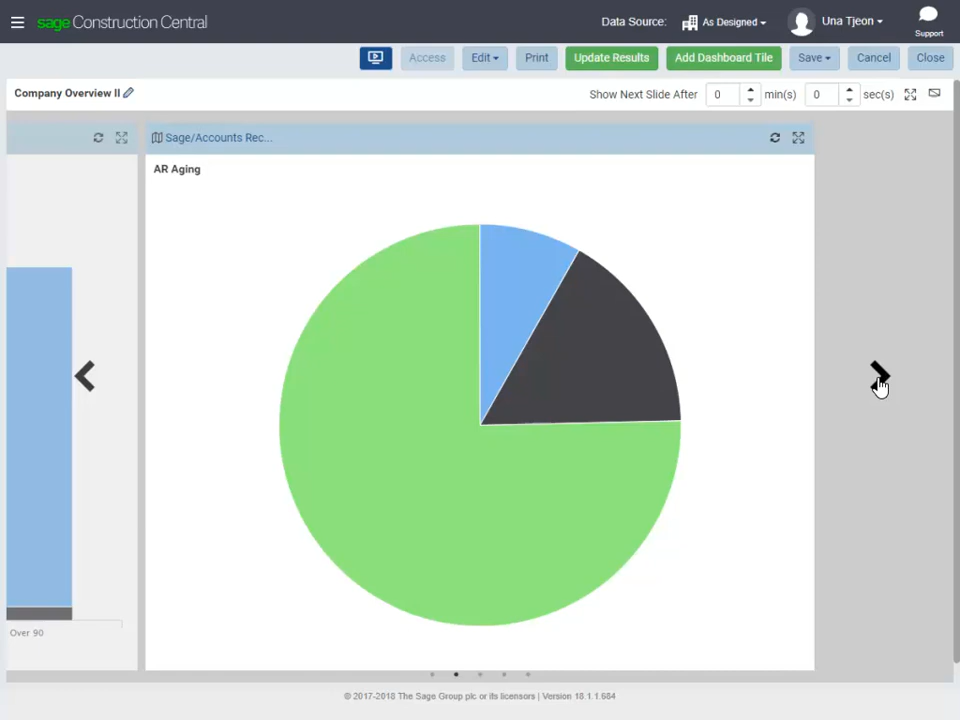 sage Construction Central
Data Source: As Designed Una Tjeon
Support
Access Edit Print Update Results Add Dashboard Tile Save Cancel Close
Company Overview II
Show Next Slide After 0 min(s) 0 sec(s)
Sage/Accounts Rec...
AR Aging
Over 90
© 2017-2018 The Sage Group plc or its licensors | Version 18.1.1.684